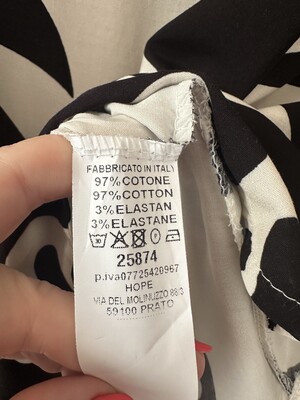 FABBRICATO IN ITALY
97% COTONE
97% COTTON
3% ELASTAN
3% ELASTANE
25874
p.iva07725420967
HOPE
VIA DEL MOLINUZZO 89/3
59100 PRATO